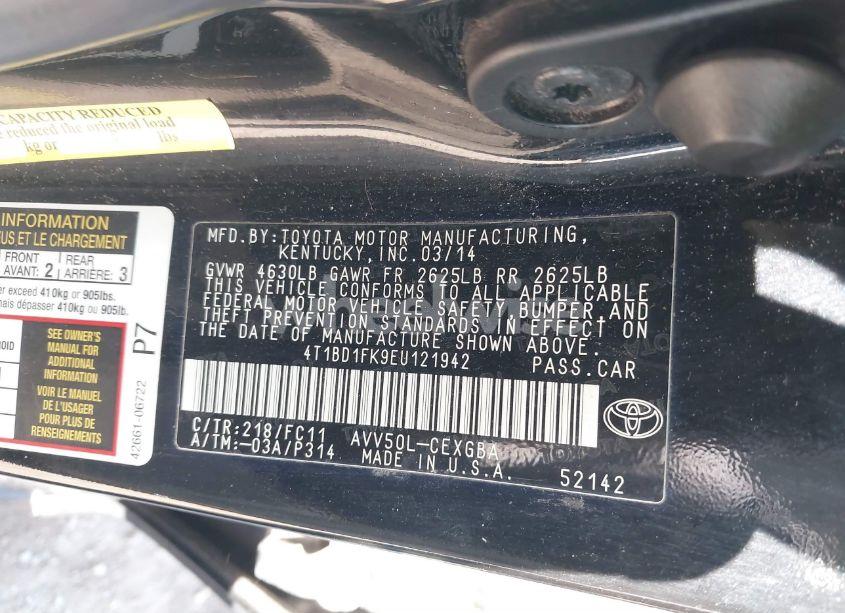 CAPACITY REDUCED
reduced the original load
kg or lbs
INFORMATION
US ET LE CHARGEMENT
FRONT
AVANT: 2
REAR
ARRIÈRE: 3
exceed 410kg or 905lbs.
mais dépasser 410kg or 905lb.
SEE OWNER'S
MANUAL FOR
ADDITIONAL
INFORMATION
VOIR LE MANUEL
DE L'USAGER
POUR PLUS DE
RENSEIGNEMENTS
P7
42661-06722
MFD.BY:TOYOTA MOTOR MANUFACTURING,
KENTUCKY,INC.03/14
GVWR 4630LB GAWR FR 2625LB RR 2625LB
THIS VEHICLE CONFORMS TO ALL APPLICABLE
FEDERAL MOTOR VEHICLE SAFETY,BUMPER,AND
THEFT PREVENTION STANDARDS IN EFFECT ON
THE DATE OF MANUFACTURE SHOWN ABOVE.
4T1BD1FK9EU121942 PASS.CAR
C/TR:218/FC11 AVV50L-CEXGBA
A/TM:-03A/P314 MADE IN U.S.A.
52142